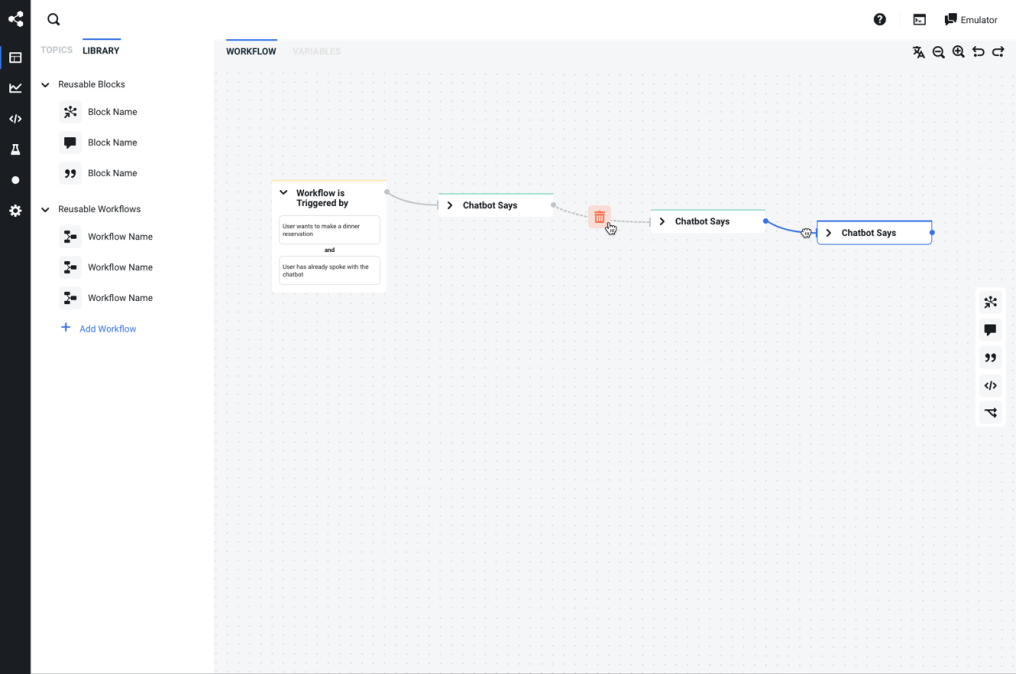 Emulator
TOPICS
LIBRARY
WORKFLOW
VARIABLES
Reusable Blocks
Block Name
Block Name
Block Name
Reusable Workflows
Workflow Name
Workflow Name
Workflow Name
Add Workflow
Workflow is
Triggered by
User wants to make a dinner
reservation
and
User has already spoke with the
chatbot
Chatbot Says
Chatbot Says
Chatbot Says